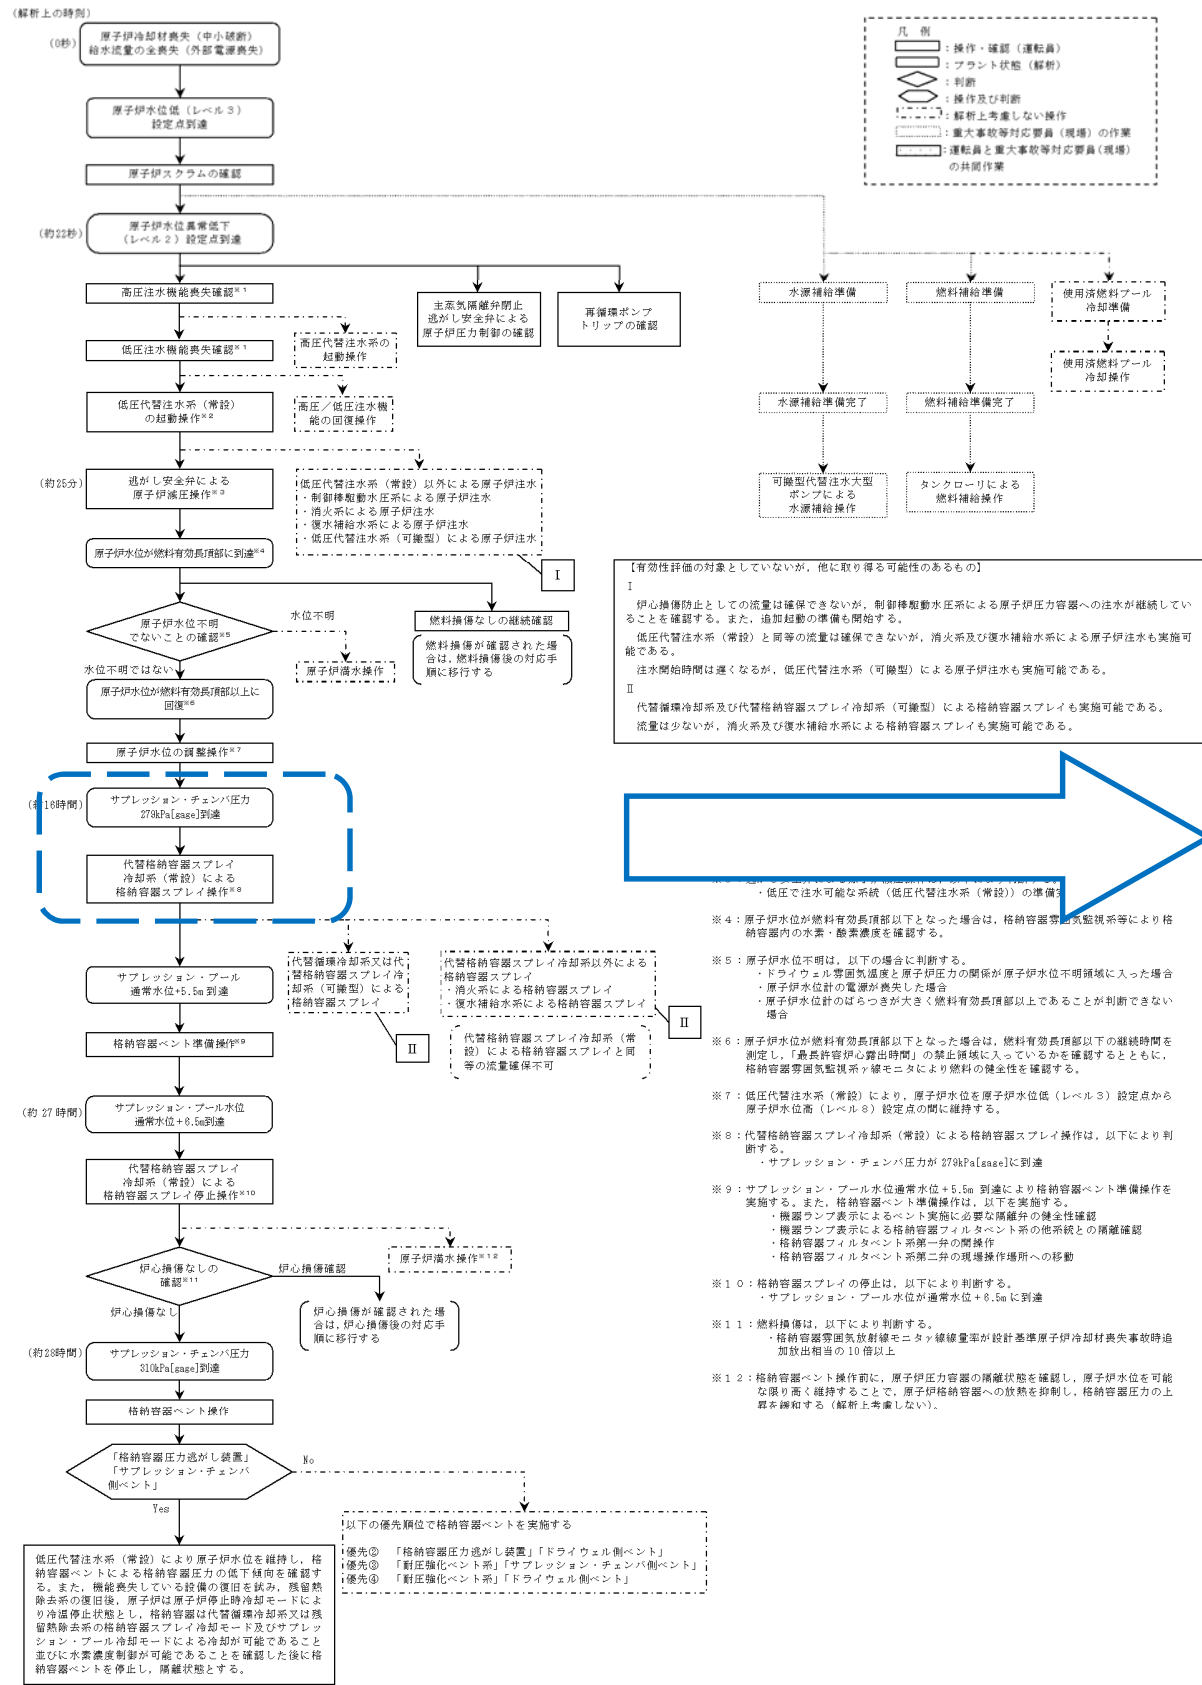 (解析上の時刻)
(0秒)
原子炉冷却材喪失（中小破断）
給水流量の全喪失（外部電源喪失）
原子炉水位低（レベル３）
設定点到達
原子炉スクラムの確認
(約22秒)
原子炉水位異常低下
（レベル２）設定点到達
高圧注水機能喪失確認※1
低圧注水機能喪失確認※1
高圧代替注水系の
起動操作
主蒸気隔離弁閉止
逃がし安全弁による
原子炉圧力制御の確認
再循環ポンプ
トリップの確認
低圧代替注水系（常設）
の起動操作※2
高圧／低圧注水機
能の回復操作
(約25分)
逃がし安全弁による
原子炉減圧操作※3
低圧代替注水系（常設）以外による原子炉注水
・制御棒駆動水圧系による原子炉注水
・消火系による原子炉注水
・復水補給水系による原子炉注水
・低圧代替注水系（可搬型）による原子炉注水
Ⅰ
原子炉水位が燃料有効長頂部に到達※4
原子炉水位不明
でないことの確認※5
水位不明
原子炉満水操作
燃料損傷なしの継続確認
燃料損傷が確認された場
合は，燃料損傷後の対応手
順に移行する
水位不明ではない
原子炉水位が燃料有効長頂部以上に
回復※6
原子炉水位の調整操作※7
(約16時間)
サプレッション・チェンバ圧力
279kPa[gage]到達
代替格納容器スプレイ
冷却系（常設）による
格納容器スプレイ操作※8
代替循環冷却系又は代
替格納容器スプレイ冷
却系（可搬型）による
格納容器スプレイ
Ⅱ
代替格納容器スプレイ冷却系以外による
格納容器スプレイ
・消火系による格納容器スプレイ
・復水補給水系による格納容器スプレイ
Ⅱ
代替格納容器スプレイ冷却系（常
設）による格納容器スプレイと同
等の流量確保不可
サプレッション・プール
通常水位+5.5m到達
格納容器ベント準備操作※9
(約 27 時間)
サプレッション・プール水位
通常水位＋6.5m到達
代替格納容器スプレイ
冷却系（常設）による
格納容器スプレイ停止操作※10
原子炉満水操作※12
炉心損傷なしの
確認※11
炉心損傷確認
炉心損傷が確認された場
合は，炉心損傷後の対応手
順に移行する
炉心損傷なし
(約28時間)
サプレッション・チェンバ圧力
310kPa[gage]到達
格納容器ベント操作
「格納容器圧力逃がし装置」
「サプレッション・チェンバ
側ベント」
No
Yes
以下の優先順位で格納容器ベントを実施する
優先②　「格納容器圧力逃がし装置」「ドライウェル側ベント」
優先③　「耐圧強化ベント系」「サプレッション・チェンバ側ベント」
優先④　「耐圧強化ベント系」「ドライウェル側ベント」
低圧代替注水系（常設）により原子炉水位を維持し，格
納容器ベントによる格納容器圧力の低下傾向を確認す
る。また，機能喪失している設備の復旧を試み，残留熱
除去系の復旧後，原子炉は原子炉停止時冷却モードによ
り冷温停止状態とし，格納容器は代替循環冷却系又は残
留熱除去系の格納容器スプレイ冷却モード及びサプレッ
ション・プール冷却モードによる冷却が可能であること
並びに水素濃度制御が可能であることを確認した後に格
納容器ベントを停止し，隔離状態とする。
凡　例
：操作・確認（運転員）
：プラント状態（解析）
：判断
：操作及び判断
：解析上考慮しない操作
：重大事故等対応要員（現場）の作業
：運転員と重大事故等対応要員（現場）
の共同作業
水源補給準備
燃料補給準備
使用済燃料プール
冷却準備
使用済燃料プール
冷却操作
水源補給準備完了
燃料補給準備完了
可搬型代替注水大型
ポンプによる
水源補給操作
タンクローリによる
燃料補給操作
【有効性評価の対象としていないが，他に取り得る可能性のあるもの】
Ⅰ
炉心損傷防止としての流量は確保できないが，制御棒駆動水圧系による原子炉圧力容器への注水が継続してい
ることを確認する。また，追加起動の準備も開始する。
低圧代替注水系（常設）と同等の流量は確保できないが，消火系及び復水補給水系による原子炉注水も実施可
能である。
注水開始時間は遅くなるが，低圧代替注水系（可搬型）による原子炉注水も実施可能である。
Ⅱ
代替循環冷却系及び代替格納容器スプレイ冷却系（可搬型）による格納容器スプレイも実施可能である。
流量は少ないが，消火系及び復水補給水系による格納容器スプレイも実施可能である。
・低圧で注水可能な系統（低圧代替注水系（常設））の準備
※４：原子炉水位が燃料有効長頂部以下となった場合は，格納容器雰囲気監視系等により格
納容器内の水素・酸素濃度を確認する。
※５：原子炉水位不明は，以下の場合に判断する。
・ドライウェル雰囲気温度と原子炉圧力の関係が原子炉水位不明領域に入った場合
・原子炉水位計の電源が喪失した場合
・原子炉水位計のばらつきが大きく燃料有効長頂部以上であることが判断できない
場合
※６：原子炉水位が燃料有効長頂部以下となった場合は，燃料有効長頂部以下の継続時間を
測定し，「最長許容炉心露出時間」の禁止領域に入っているかを確認するとともに，
格納容器雰囲気監視系γ線モニタにより燃料の健全性を確認する。
※７：低圧代替注水系（常設）により，原子炉水位を原子炉水位低（レベル３）設定点から
原子炉水位高（レベル８）設定点の間に維持する。
※８：代替格納容器スプレイ冷却系（常設）による格納容器スプレイ操作は，以下により判
断する。
・サプレッション・チェンバ圧力が 279kPa[gage]に到達
※９：サプレッション・プール水位通常水位＋5.5m 到達により格納容器ベント準備操作を
実施する。また，格納容器ベント準備操作は，以下を実施する。
・機器ランプ表示によるベント実施に必要な隔離弁の健全性確認
・機器ランプ表示による格納容器フィルタベント系の他系統との隔離確認
・格納容器フィルタベント系第一弁の開操作
・格納容器フィルタベント系第二弁の現場操作場所への移動
※１０：格納容器スプレイの停止は，以下により判断する。
・サプレッション・プール水位が通常水位＋6.5m に到達
※１１：燃料損傷は，以下により判断する。
・格納容器雰囲気放射線モニタγ線線量率が設計基準原子炉冷却材喪失事故時追
加放出相当の 10 倍以上
※１２：格納容器ベント操作前に，原子炉圧力容器の隔離状態を確認し，原子炉水位を可能
な限り高く維持することで，原子炉格納容器への放熱を抑制し，格納容器圧力の上
昇を緩和する（解析上考慮しない）。